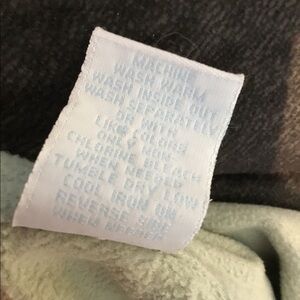 MACHINE
WASH WARM
WASH INSIDE OUT
WASH SEPARATELY
OR WITH
LIKE COLORS
ONLY NON-
CHLORINE BLEACH
WHEN NEEDED
TUMBLE DRY LOW
COOL IRON ON
REVERSE SIDE
WHEN NEEDED